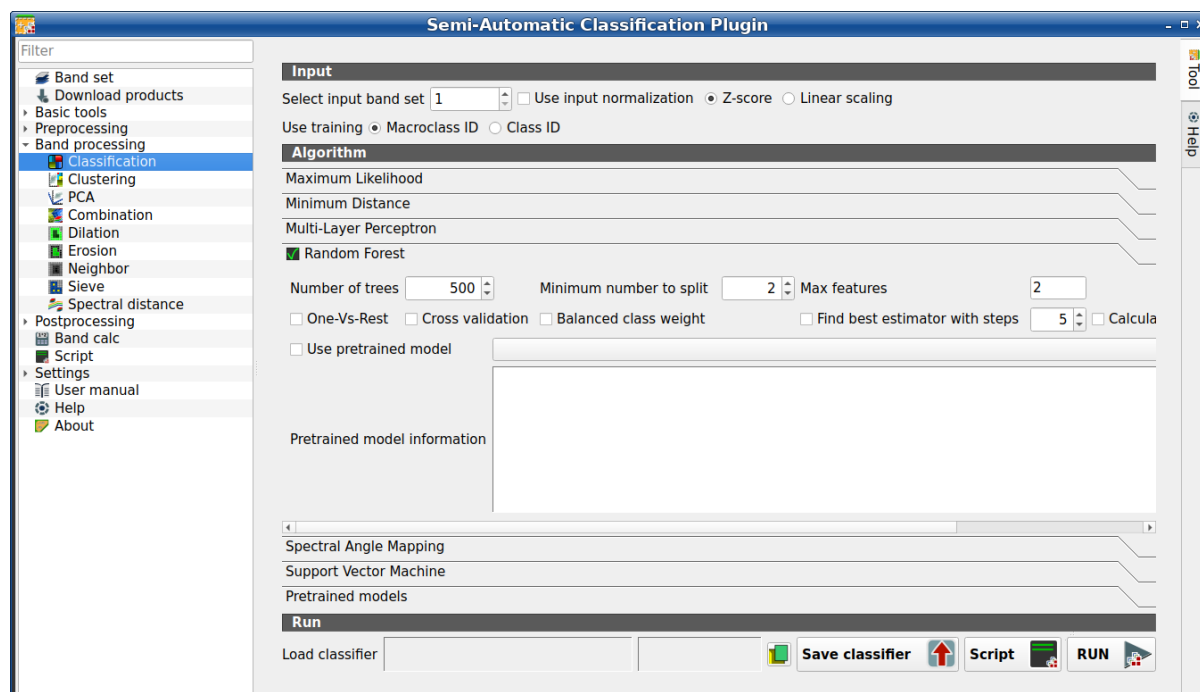 Semi-Automatic Classification Plugin
Filter
Band set
Download products
Basic tools
Preprocessing
Band processing
Classification
Clustering
PCA
Combination
Dilation
Erosion
Neighbor
Sieve
Spectral distance
Postprocessing
Band calc
Script
Settings
User manual
Help
About
Input
Select input band set 1 Use input normalization Z-score Linear scaling
Use training Macroclass ID Class ID
Algorithm
Maximum Likelihood
Minimum Distance
Multi-Layer Perceptron
Random Forest
Number of trees 500 Minimum number to split 2 Max features 2
One-Vs-Rest Cross validation Balanced class weight Find best estimator with steps 5 Calcula
Use pretrained model
Pretrained model information
Spectral Angle Mapping
Support Vector Machine
Pretrained models
Run
Load classifier Save classifier Script RUN
Tool
Help